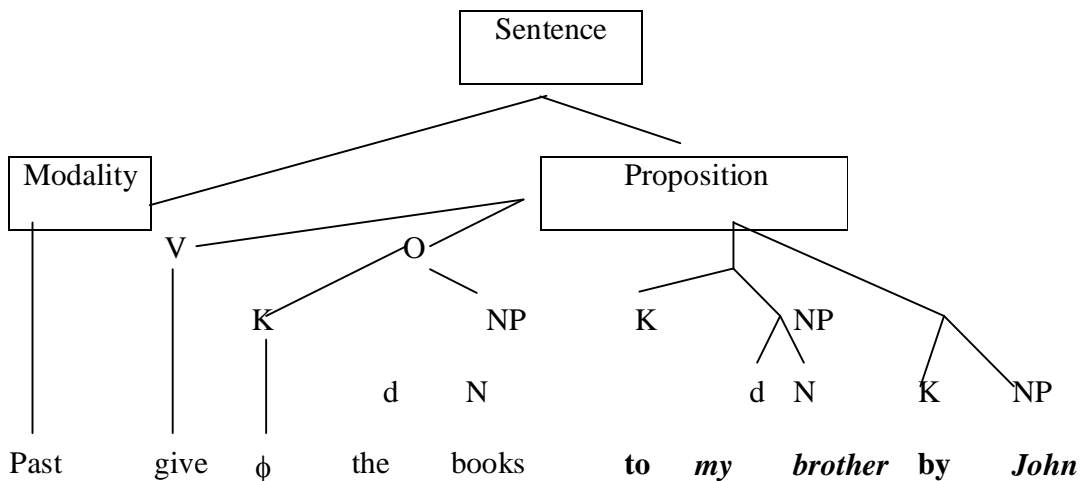 Sentence
Modality Proposition
V O
K NP K NP
d N d N K NP
Past give ϕ the books to my brother by John